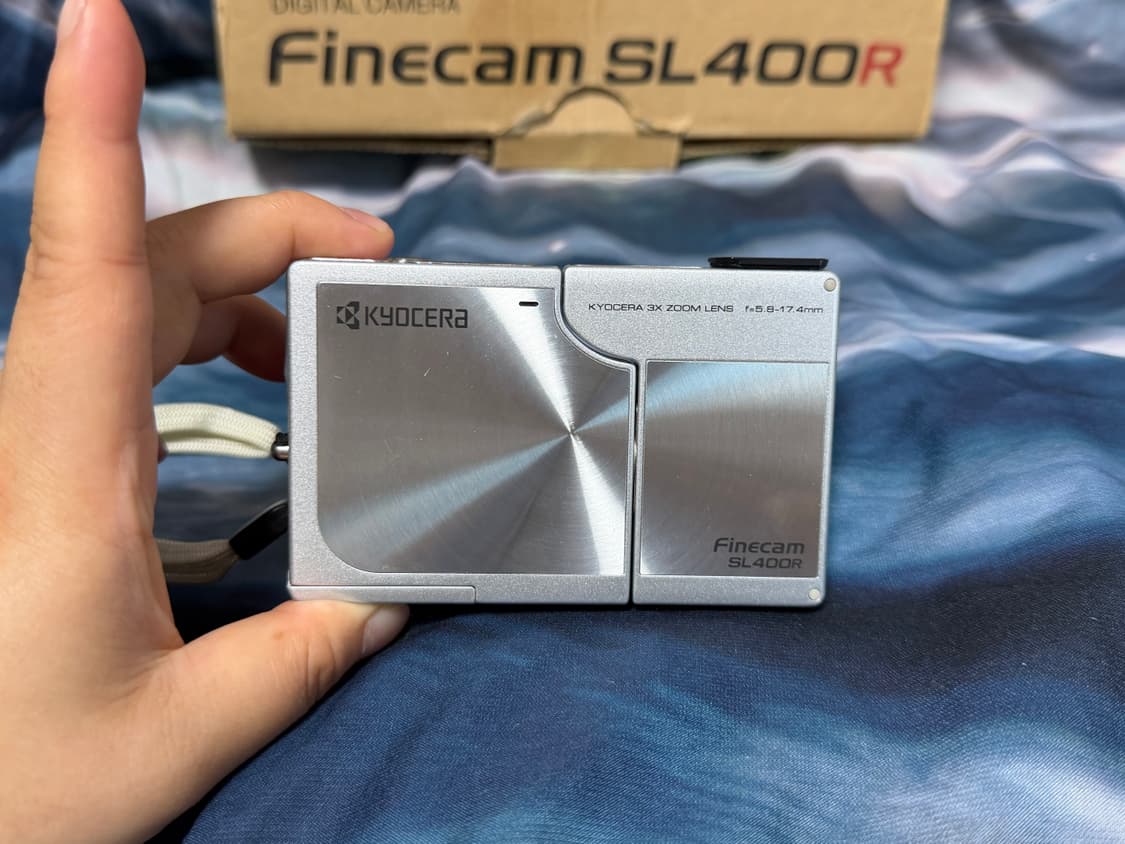 DIGITAL CAMERA
Finecam SL400R
KYOCERA
KYOCERA 3X ZOOM LENS f=5.8-17.4mm
Finecam
SL400R